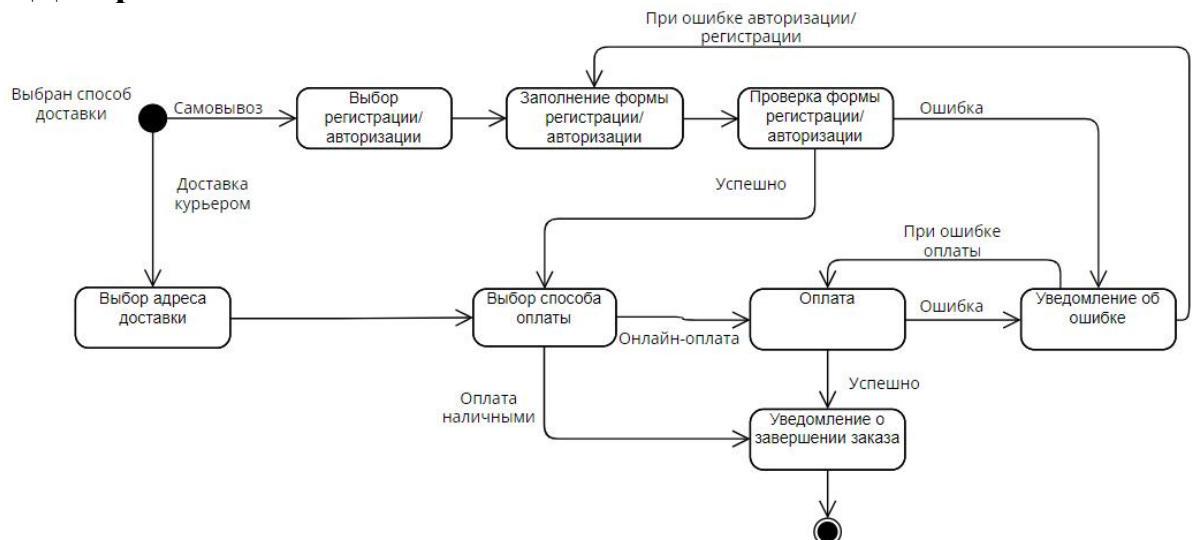 При ошибке авторизации/
регистрации
Выбран способ
доставки
Самовывоз
Выбор
регистрации/
авторизации
Заполнение формы
регистрации/
авторизации
Проверка формы
регистрации/
авторизации
Ошибка
Доставка
курьером
Успешно
При ошибке
оплаты
Выбор адреса
доставки
Выбор способа
оплаты
Онлайн-оплата
Оплата
Ошибка
Уведомление об
ошибке
Оплата
наличными
Успешно
Уведомление о
завершении заказа